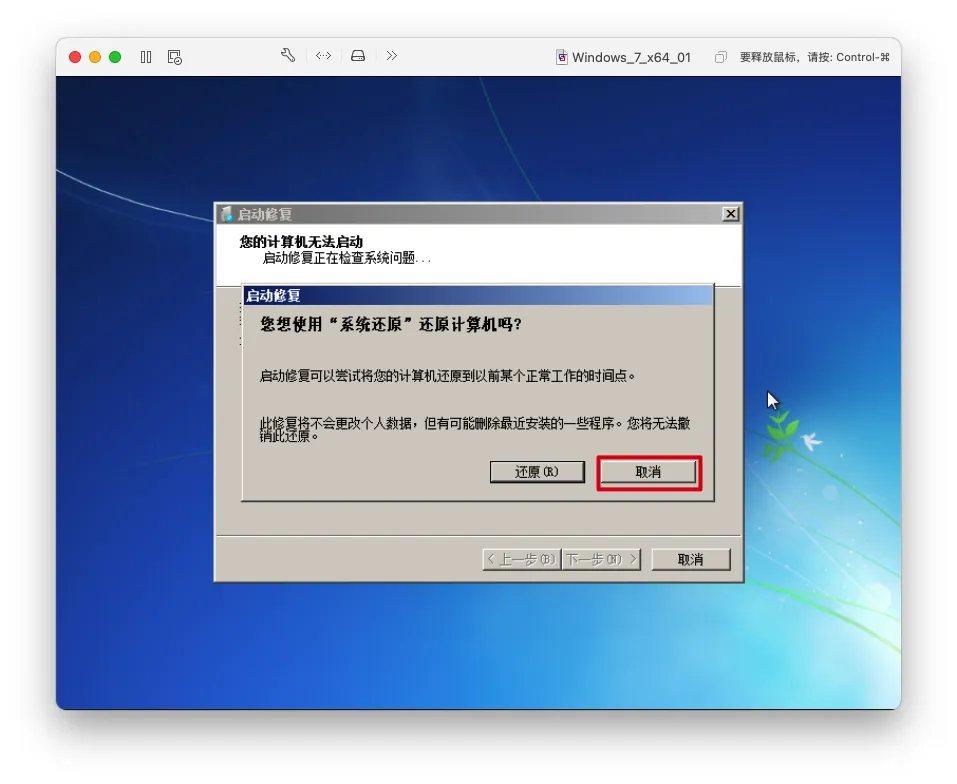 Windows_7_x64_01
要释放鼠标，请按: Control-⌘
启动修复
您的计算机无法启动
启动修复正在检查系统问题...
启动修复
您想使用“系统还原”还原计算机吗?
启动修复可以尝试将您的计算机还原到以前某个正常工作的时间点。
此修复将不会更改个人数据，但有可能删除最近安装的一些程序。您将无法撤
销此还原。
还原(R)
取消
< 上一步(B)
下一步(N) >
取消